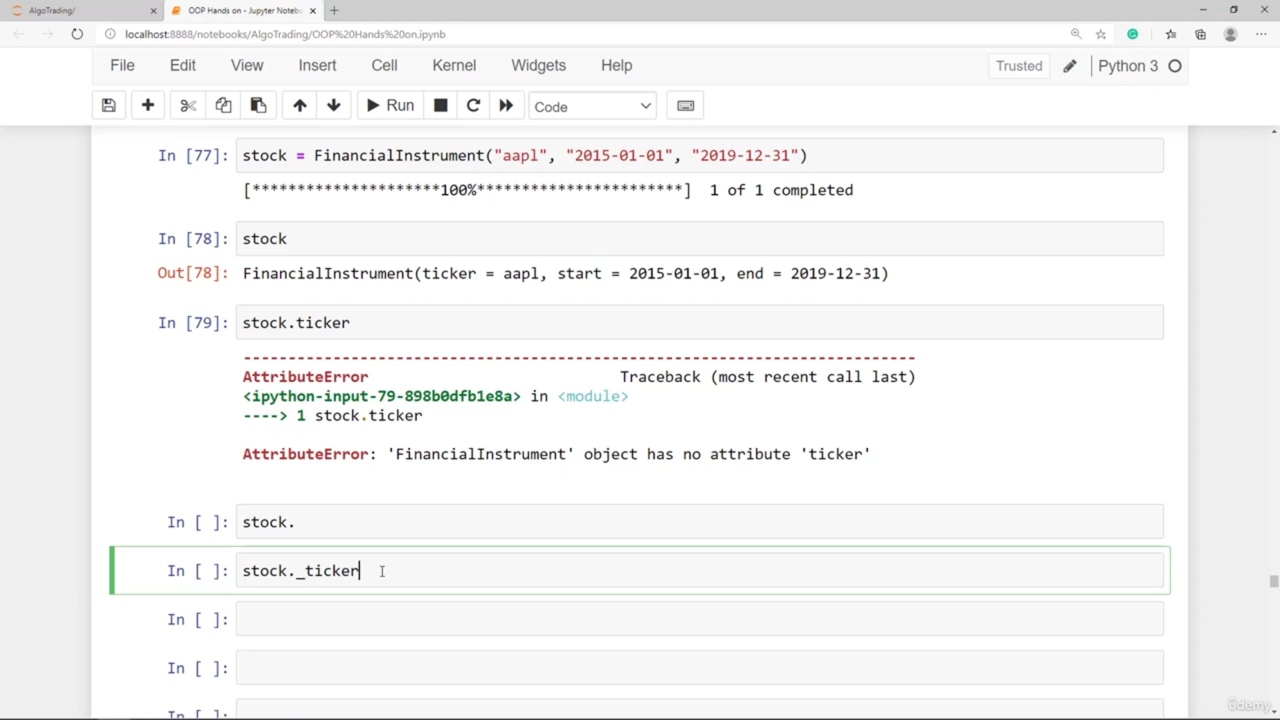 AlgoTrading/
OOP Hands on - Jupyter Notebo
localhost:8888/notebooks/AlgoTrading/OOP%20Hands%20on.ipynb
File Edit View Insert Cell Kernel Widgets Help Trusted Python 3
Run Code
In [77]: stock = FinancialInstrument("aapl", "2015-01-01", "2019-12-31")
[*********************100%***********************] 1 of 1 completed
In [78]: stock
Out[78]: FinancialInstrument(ticker = aapl, start = 2015-01-01, end = 2019-12-31)
In [79]: stock.ticker
---------------------------------------------------------------------------
AttributeError Traceback (most recent call last)
<ipython-input-79-898b0dfb1e8a> in <module>
----> 1 stock.ticker
AttributeError: 'FinancialInstrument' object has no attribute 'ticker'
In [ ]: stock.
In [ ]: stock._ticker
In [ ]:
In [ ]:
In [ ]:
ûdemy